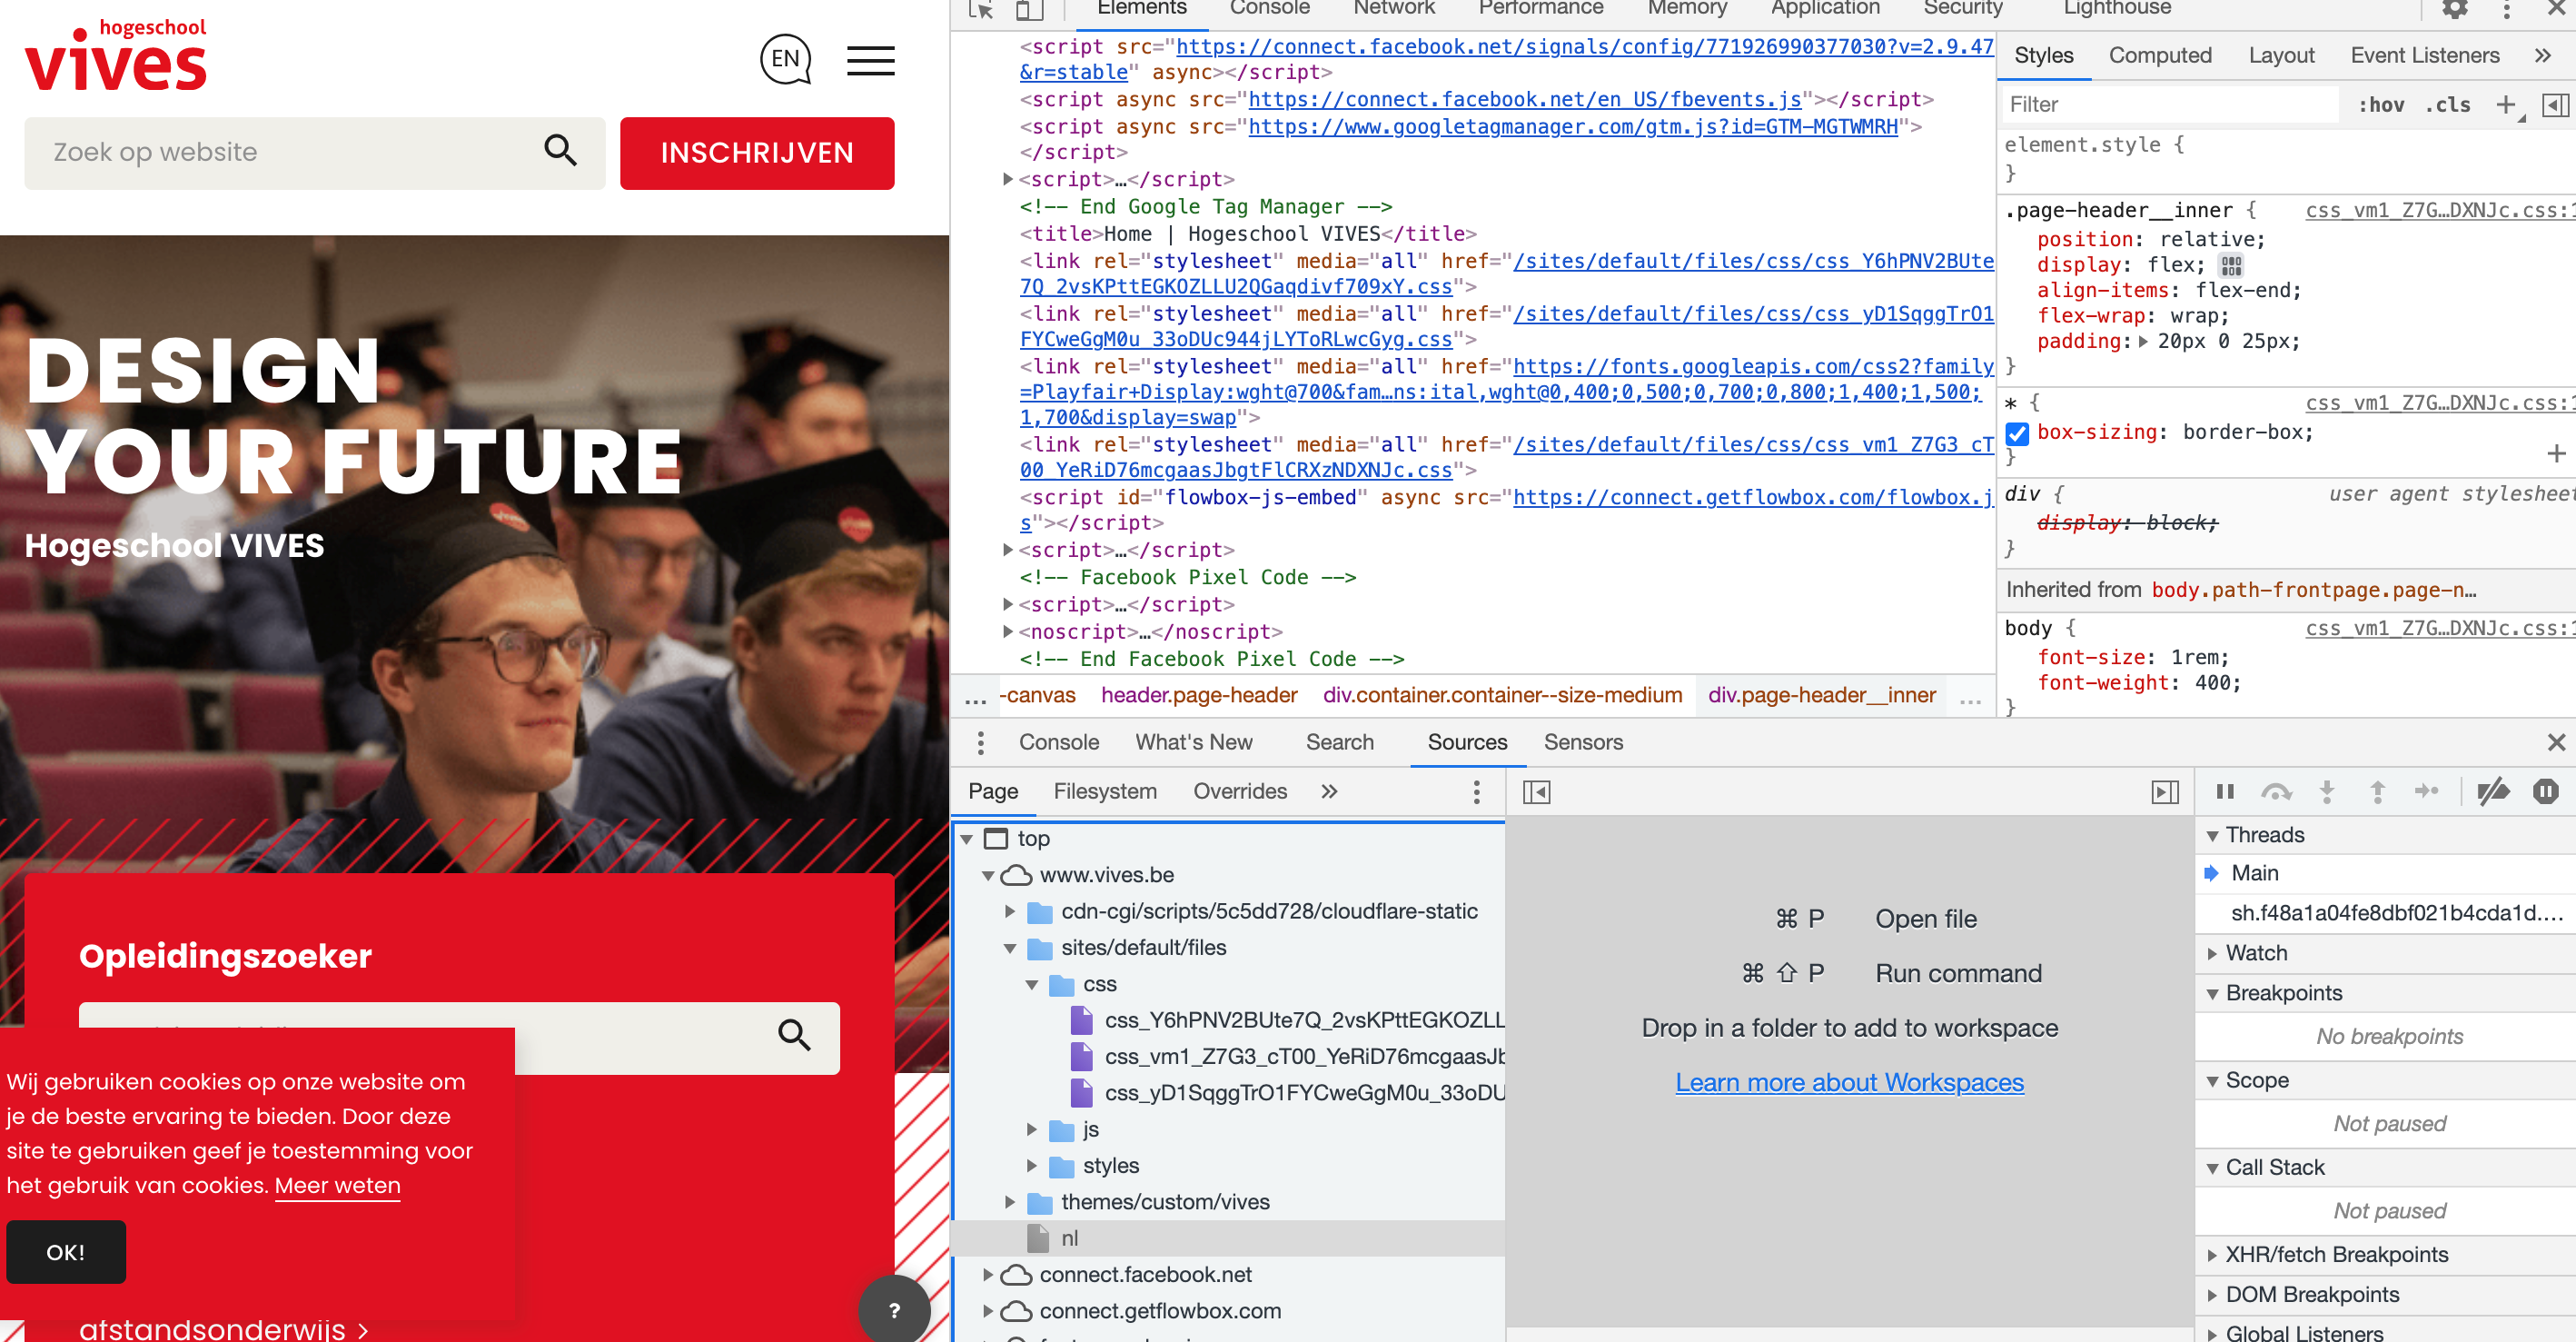 hogeschool
vives
EN
Zoek op website
INSCHRIJVEN
DESIGN
YOUR FUTURE
Hogeschool VIVES
Opleidingszoeker
Wij gebruiken cookies op onze website om
je de beste ervaring te bieden. Door deze
site te gebruiken geef je toestemming voor
het gebruik van cookies. Meer weten
OK!
afstandsonderwijs >
?
Elements Console Network Performance Memory Application Security Lighthouse
<script src="https://connect.facebook.net/signals/config/771926990377030?v=2.9.47
&r=stable" async></script>
<script async src="https://connect.facebook.net/en_US/fbevents.js"></script>
<script async src="https://www.googletagmanager.com/gtm.js?id=GTM-MGTWMRH">
</script>
<script>…</script>
<!-- End Google Tag Manager -->
<title>Home | Hogeschool VIVES</title>
<link rel="stylesheet" media="all" href="/sites/default/files/css/css_Y6hPNV2BUte
7Q_2vsKPttEGKOZLLU2QGaqdivf709xY.css">
<link rel="stylesheet" media="all" href="/sites/default/files/css/css_yD1SqggTrO1
FYCweGgM0u_33oDUc944jLYToRLwcGyg.css">
<link rel="stylesheet" media="all" href="https://fonts.googleapis.com/css2?family
=Playfair+Display:wght@700&fam…ns:ital,wght@0,400;0,500;0,700;0,800;1,400;1,500;
1,700&display=swap">
<link rel="stylesheet" media="all" href="/sites/default/files/css/css_vm1_Z7G3_cT
00_YeRiD76mcgaasJbgtFlCRXzNDXNJc.css">
<script id="flowbox-js-embed" async src="https://connect.getflowbox.com/flowbox.j
s"></script>
<script>…</script>
<!-- Facebook Pixel Code -->
<script>…</script>
<noscript>…</noscript>
<!-- End Facebook Pixel Code -->
… -canvas header.page-header div.container.container--size-medium div.page-header__inner …
Styles Computed Layout Event Listeners »
Filter :hov .cls +
element.style {
}
.page-header__inner { css_vm1_Z7G…DXNJc.css:1
position: relative;
display: flex;
align-items: flex-end;
flex-wrap: wrap;
padding: 20px 0 25px;
}
* { css_vm1_Z7G…DXNJc.css:1
box-sizing: border-box;
}
div { user agent stylesheet
display: block;
}
Inherited from body.path-frontpage.page-n…
body { css_vm1_Z7G…DXNJc.css:1
font-size: 1rem;
font-weight: 400;
}
Console What's New Search Sources Sensors
Page Filesystem Overrides »
top
www.vives.be
cdn-cgi/scripts/5c5dd728/cloudflare-static
sites/default/files
css
css_Y6hPNV2BUte7Q_2vsKPttEGKOZLL
css_vm1_Z7G3_cT00_YeRiD76mcgaasJb
css_yD1SqggTrO1FYCweGgM0u_33oDU
js
styles
themes/custom/vives
nl
connect.facebook.net
connect.getflowbox.com
⌘ P Open file
⌘ ⇧ P Run command
Drop in a folder to add to workspace
Learn more about Workspaces
Threads
Main
sh.f48a1a04fe8dbf021b4cda1d.…
Watch
Breakpoints
No breakpoints
Scope
Not paused
Call Stack
Not paused
XHR/fetch Breakpoints
DOM Breakpoints
Global Listeners